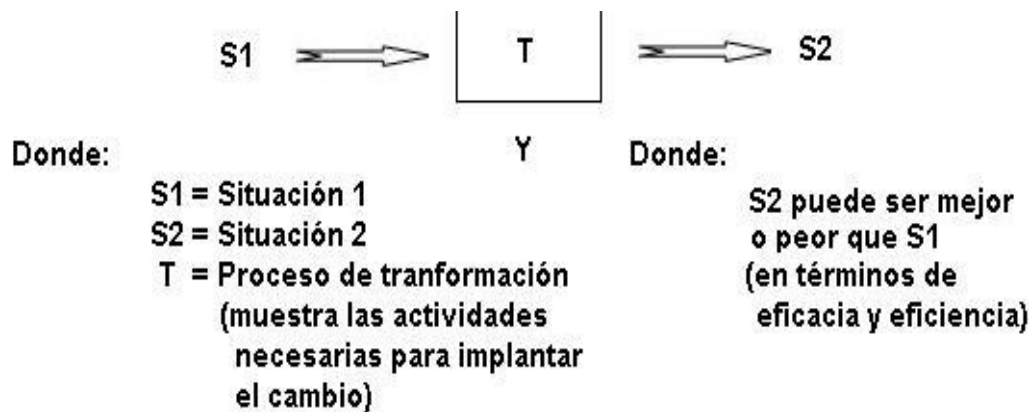 S1 T S2
Y
Donde:
S1 = Situación 1
S2 = Situación 2
T = Proceso de tranformación
(muestra las actividades
necesarias para implantar
el cambio)
Donde:
S2 puede ser mejor
o peor que S1
(en términos de
eficacia y eficiencia)